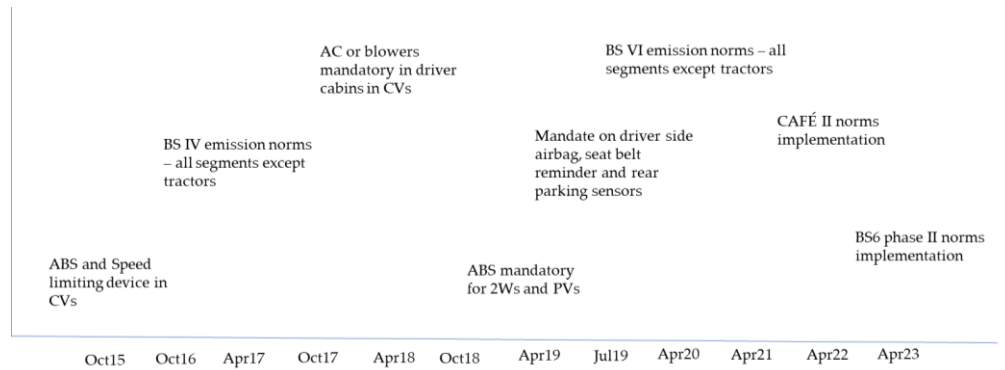 AC or blowers
mandatory in driver
cabins in CVs
BS VI emission norms – all
segments except tractors
CAFÉ II norms
implementation
BS IV emission norms
– all segments except
tractors
Mandate on driver side
airbag, seat belt
reminder and rear
parking sensors
BS6 phase II norms
implementation
ABS and Speed
limiting device in
CVs
ABS mandatory
for 2Ws and PVs
Oct15 Oct16 Apr17 Oct17 Apr18 Oct18 Apr19 Jul19 Apr20 Apr21 Apr22 Apr23